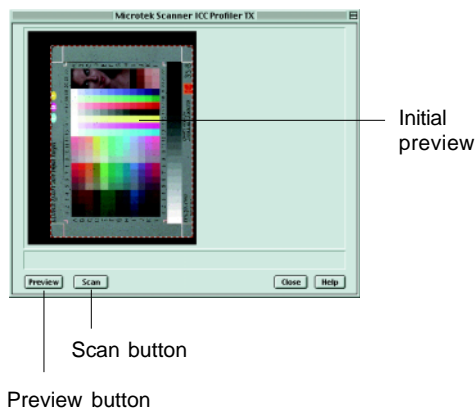 Microtek Scanner ICC Profiler TX
Initial
preview
Preview
Scan
Close
Help
Scan button
Preview button